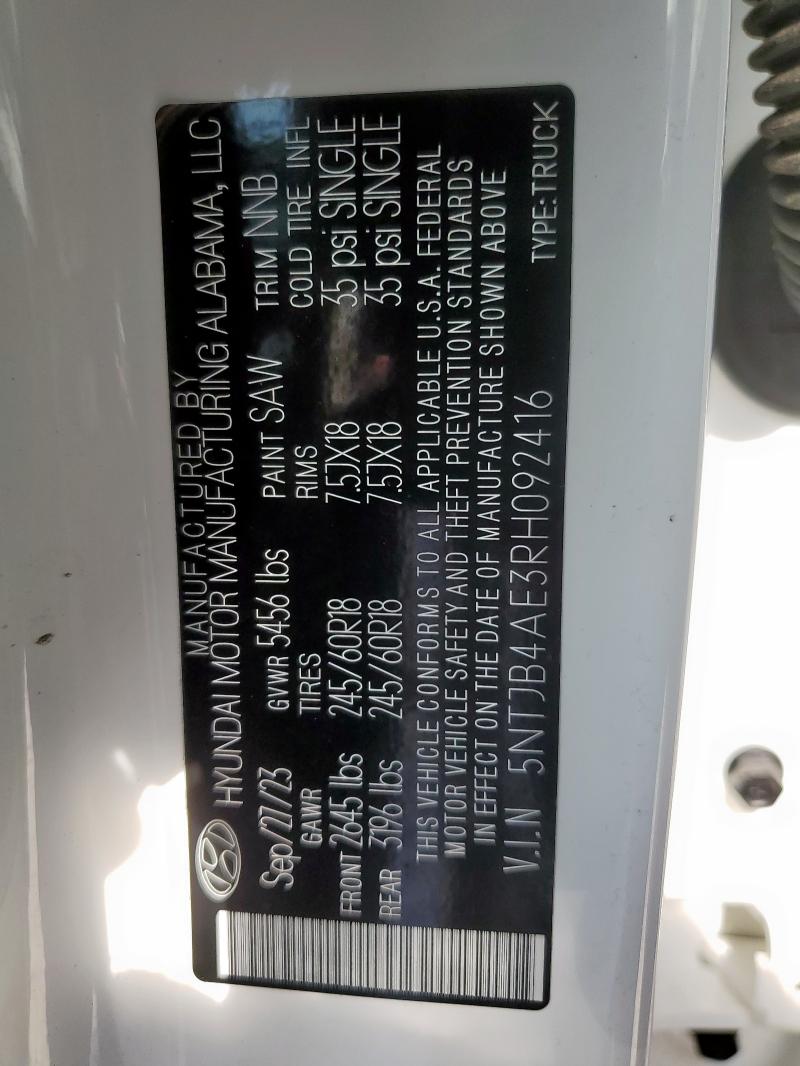 MANUFACTURED BY
HYUNDAI MOTOR MANUFACTURING ALABAMA, LLC
Sep/27/23 GVWR 5456 lbs PAINT SAW TRIM NNB
GAWR TIRES RIMS COLD TIRE INFL
FRONT 2645 lbs 245/60R18 7.5JX18 35 psi SINGLE
REAR 3196 lbs 245/60R18 7.5JX18 35 psi SINGLE
THIS VEHICLE CONFORMS TO ALL APPLICABLE U.S.A. FEDERAL
MOTOR VEHICLE SAFETY AND THEFT PREVENTION STANDARDS
IN EFFECT ON THE DATE OF MANUFACTURE SHOWN ABOVE
V.I.N 5NTJB4AE3RH092416
TYPE:TRUCK